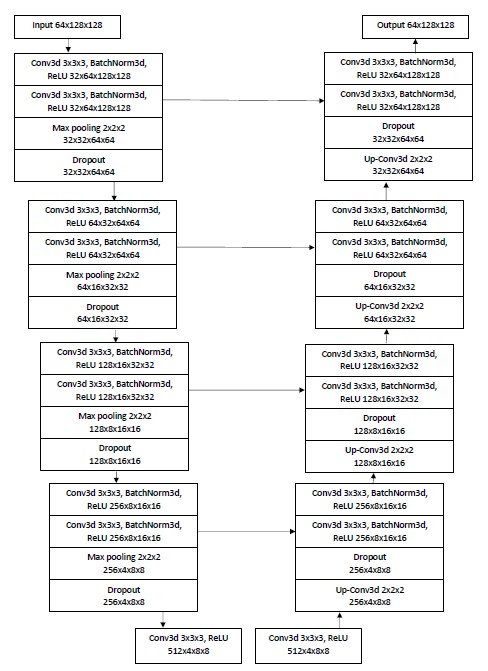 Input 64x128x128
Conv3d 3x3x3, BatchNorm3d,
ReLU 32x64x128x128
Conv3d 3x3x3, BatchNorm3d,
ReLU 32x64x128x128
Max pooling 2x2x2
32x32x64x64
Dropout
32x32x64x64
Conv3d 3x3x3, BatchNorm3d,
ReLU 64x32x64x64
Conv3d 3x3x3, BatchNorm3d,
ReLU 64x32x64x64
Max pooling 2x2x2
64x16x32x32
Dropout
64x16x32x32
Conv3d 3x3x3, BatchNorm3d,
ReLU 128x16x32x32
Conv3d 3x3x3, BatchNorm3d,
ReLU 128x16x32x32
Max pooling 2x2x2
128x8x16x16
Dropout
128x8x16x16
Conv3d 3x3x3, BatchNorm3d,
ReLU 256x8x16x16
Conv3d 3x3x3, BatchNorm3d,
ReLU 256x8x16x16
Max pooling 2x2x2
256x4x8x8
Dropout
256x4x8x8
Conv3d 3x3x3, ReLU
512x4x8x8
Output 64x128x128
Conv3d 3x3x3, BatchNorm3d,
ReLU 32x64x128x128
Conv3d 3x3x3, BatchNorm3d,
ReLU 32x64x128x128
Dropout
32x32x64x64
Up-Conv3d 2x2x2
32x32x64x64
Conv3d 3x3x3, BatchNorm3d,
ReLU 64x32x64x64
Conv3d 3x3x3, BatchNorm3d,
ReLU 64x32x64x64
Dropout
64x16x32x32
Up-Conv3d 2x2x2
64x16x32x32
Conv3d 3x3x3, BatchNorm3d,
ReLU 128x16x32x32
Conv3d 3x3x3, BatchNorm3d,
ReLU 128x16x32x32
Dropout
128x8x16x16
Up-Conv3d 2x2x2
128x8x16x16
Conv3d 3x3x3, BatchNorm3d,
ReLU 256x8x16x16
Conv3d 3x3x3, BatchNorm3d,
ReLU 256x8x16x16
Dropout
256x4x8x8
Up-Conv3d 2x2x2
256x4x8x8
Conv3d 3x3x3, ReLU
512x4x8x8